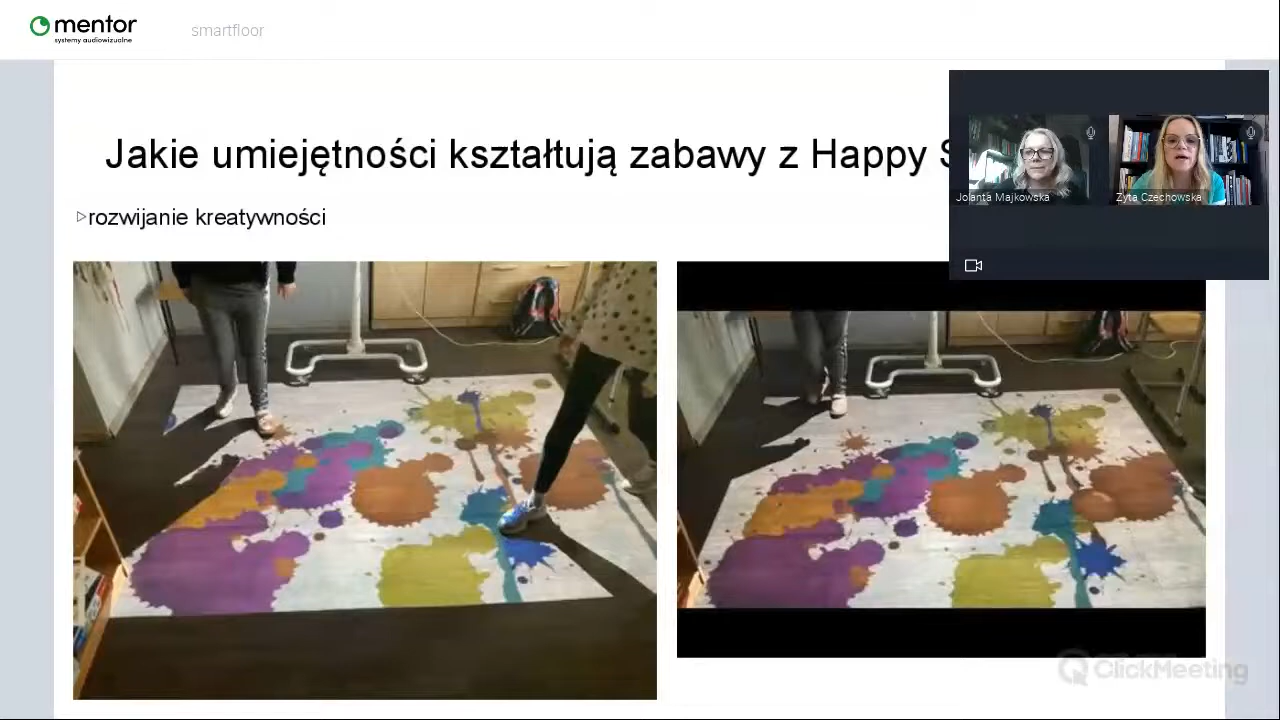 mentor
systemy audiowizualne
smartfloor
Jakie umiejętności kształtują zabawy z Happy S
rozwijanie kreatywności
Jolanta Majkowska
Zyta Czechowska
ClickMeeting